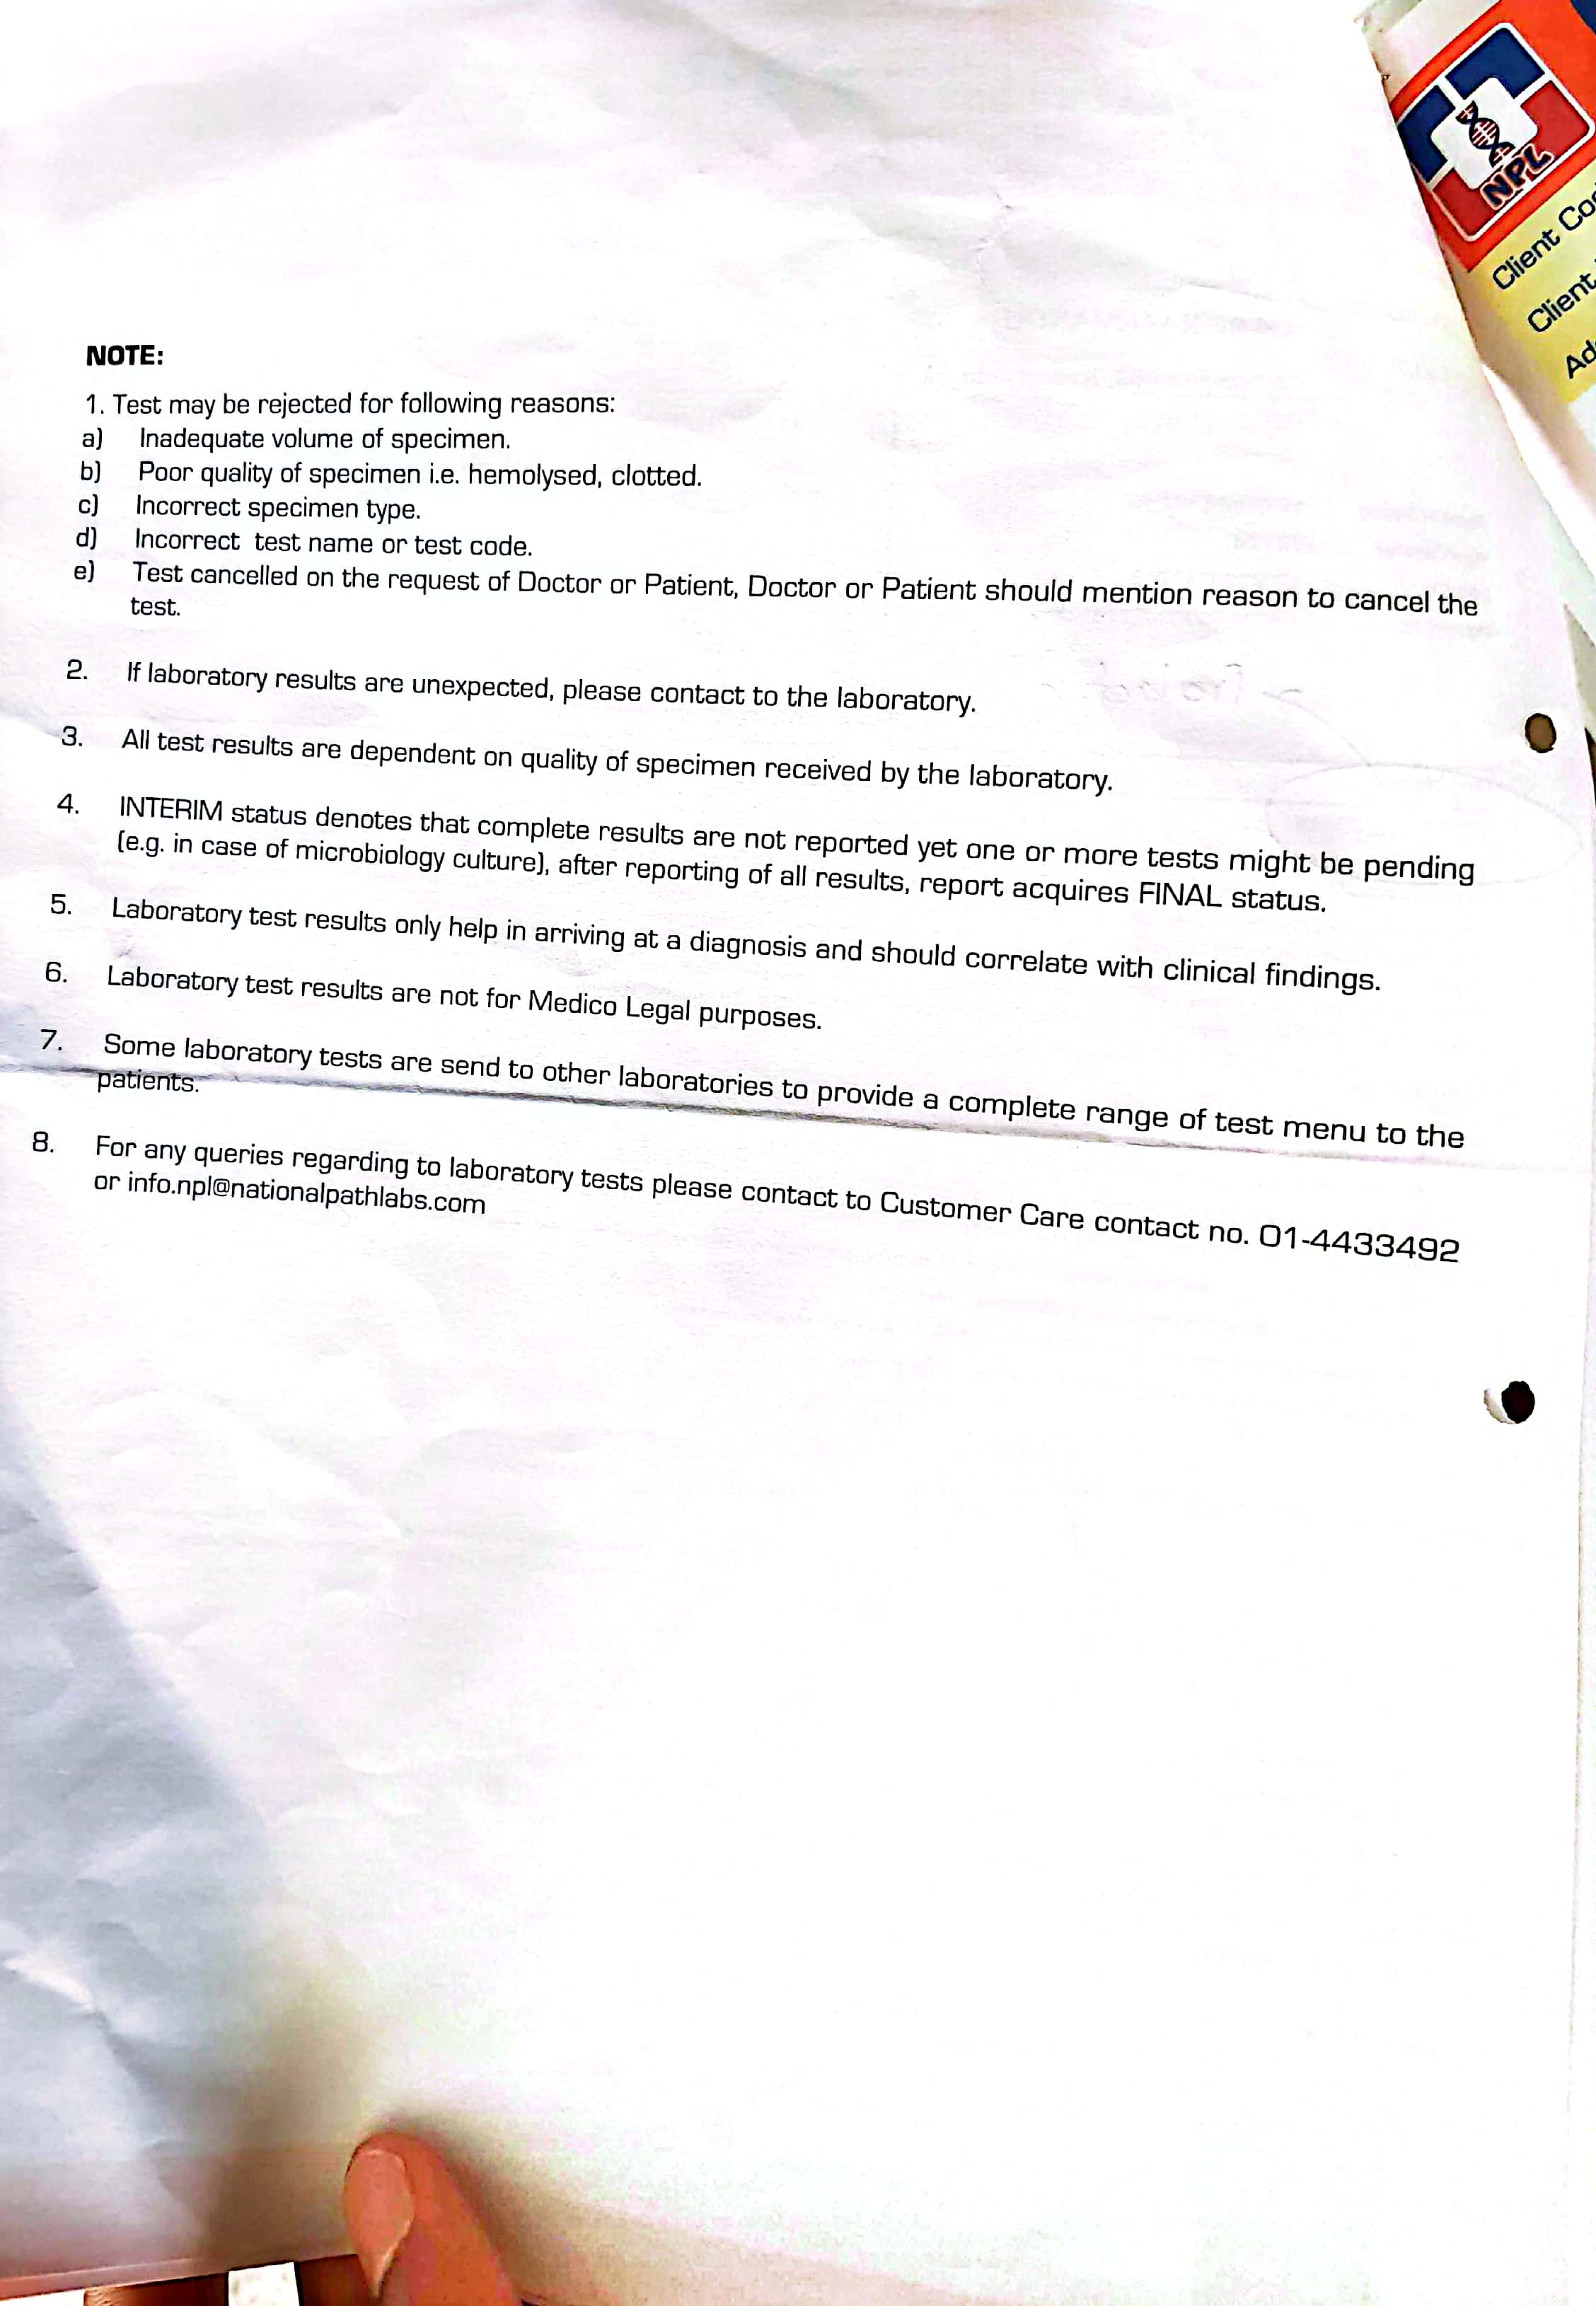 NPL
Client
Client
NOTE:
1. Test may be rejected for following reasons:
a) Inadequate volume of specimen.
b) Poor quality of specimen i.e. hemolysed, clotted.
c) Incorrect specimen type.
d) Incorrect test name or test code.
e) Test cancelled on the request of Doctor or Patient, Doctor or Patient should mention reason to cancel the
test.
2. If laboratory results are unexpected, please contact to the laboratory.
3. All test results are dependent on quality of specimen received by the laboratory.
4. INTERIM status denotes that complete results are not reported yet one or more tests might be pending
(e.g. in case of microbiology culture), after reporting of all results, report acquires FINAL status.
5. Laboratory test results only help in arriving at a diagnosis and should correlate with clinical findings.
6. Laboratory test results are not for Medico Legal purposes.
7. Some laboratory tests are send to other laboratories to provide a complete range of test menu to the
patients.
8. For any queries regarding to laboratory tests please contact to Customer Care contact no. 01-4433492
or info.npl@nationalpathlabs.com